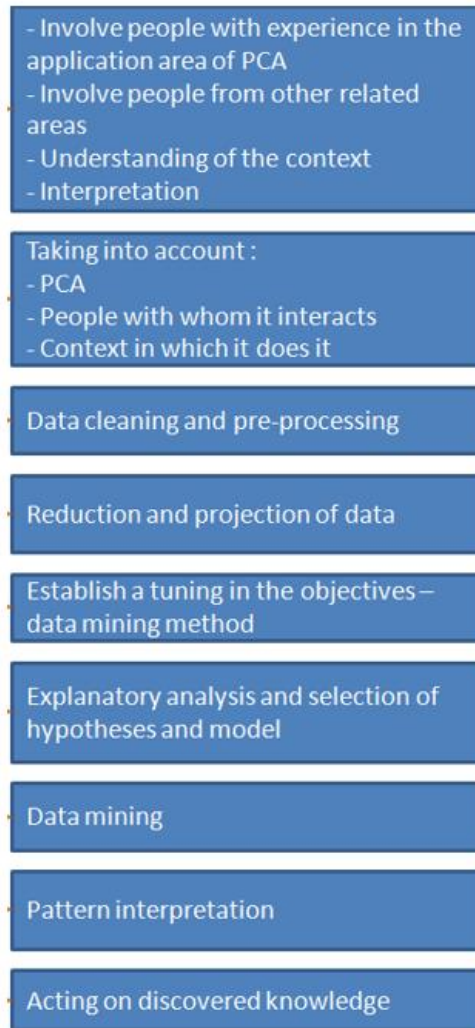 - Involve people with experience in the
application area of PCA
- Involve people from other related
areas
- Understanding of the context
- Interpretation
Taking into account :
- PCA
- People with whom it interacts
- Context in which it does it
Data cleaning and pre-processing
Reduction and projection of data
Establish a tuning in the objectives –
data mining method
Explanatory analysis and selection of
hypotheses and model
Data mining
Pattern interpretation
Acting on discovered knowledge